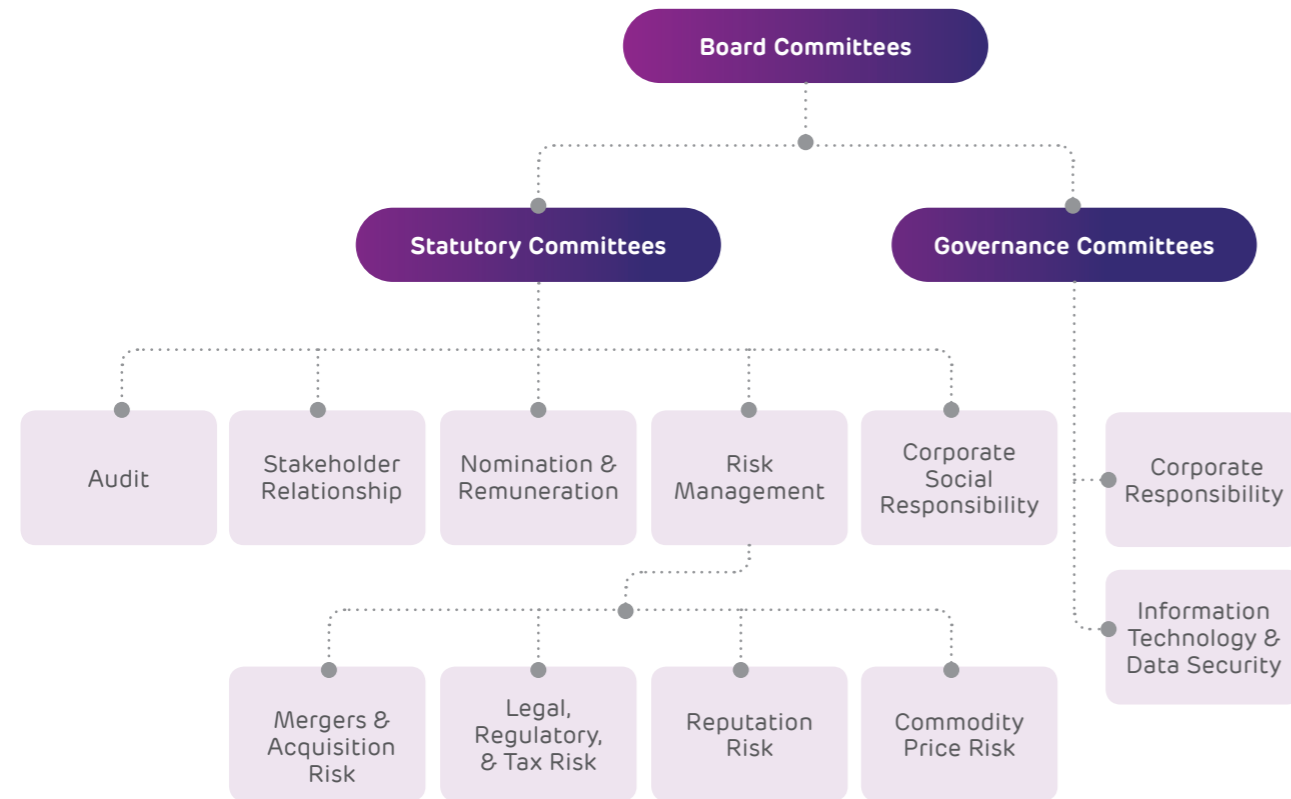 Board Committees
Statutory Committees
Governance Committees
Audit
Stakeholder
Relationship
Nomination &
Remuneration
Risk
Management
Corporate
Social
Responsibility
Corporate
Responsibility
Information
Technology &
Data Security
Mergers &
Acquisition
Risk
Legal,
Regulatory,
& Tax Risk
Reputation
Risk
Commodity
Price Risk